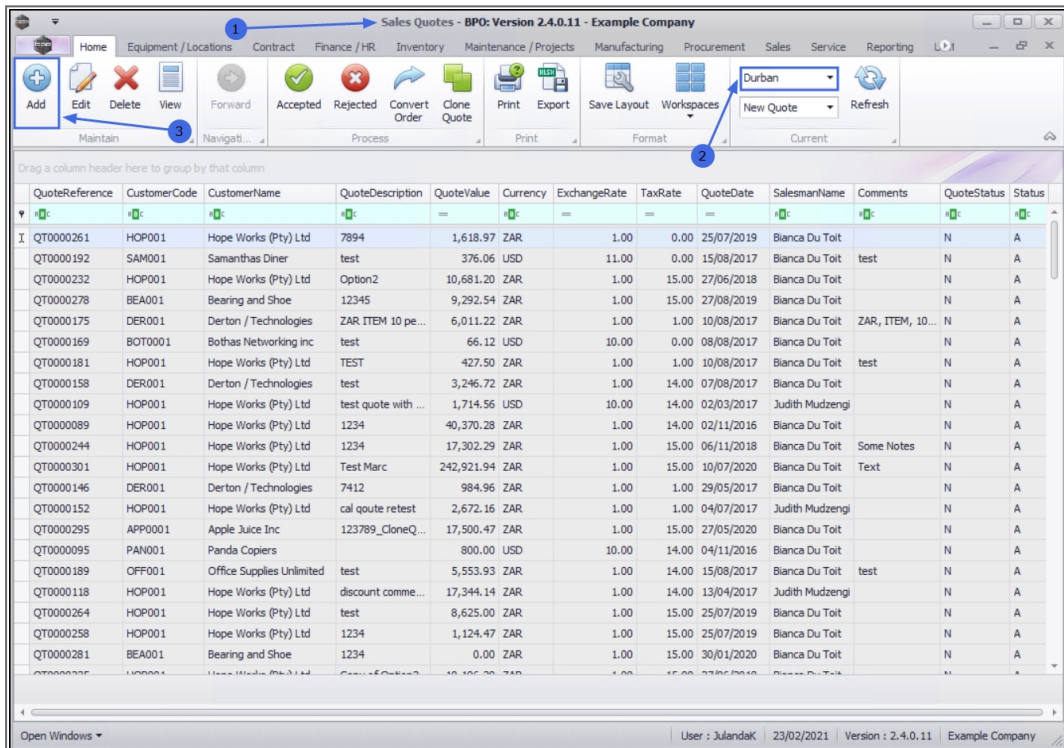 1
Sales Quotes - BPO: Version 2.4.0.11 - Example Company
Home Equipment / Locations Contract Finance / HR Inventory Maintenance / Projects Manufacturing Procurement Sales Service Reporting
Durban
Add Edit Delete View Forward Accepted Rejected Convert Order Clone Quote Print Export Save Layout Workspaces New Quote Refresh
3
Maintain Navigati... Process Print Format Current
2
Drag a column header here to group by that column
QuoteReference CustomerCode CustomerName QuoteDescription QuoteValue Currency ExchangeRate TaxRate QuoteDate SalesmanName Comments QuoteStatus Status
QT0000261 HOP001 Hope Works (Pty) Ltd 7894 1,618.97 ZAR 1.00 0.00 25/07/2019 Bianca Du Toit N A
QT0000192 SAM001 Samanthas Diner test 376.06 USD 11.00 0.00 15/08/2017 Bianca Du Toit test N A
QT0000232 HOP001 Hope Works (Pty) Ltd Option2 10,681.20 ZAR 1.00 15.00 27/06/2018 Bianca Du Toit N A
QT0000278 BEA001 Bearing and Shoe 12345 9,292.54 ZAR 1.00 15.00 27/08/2019 Bianca Du Toit N A
QT0000175 DER001 Derton / Technologies ZAR ITEM 10 pe... 6,011.22 ZAR 1.00 1.00 10/08/2017 Bianca Du Toit ZAR, ITEM, 10... N A
QT0000169 BOT0001 Bothas Networking inc test 66.12 USD 10.00 0.00 08/08/2017 Bianca Du Toit N A
QT0000181 HOP001 Hope Works (Pty) Ltd TEST 427.50 ZAR 1.00 1.00 10/08/2017 Bianca Du Toit test N A
QT0000158 DER001 Derton / Technologies test 3,246.72 ZAR 1.00 14.00 07/08/2017 Bianca Du Toit N A
QT0000109 HOP001 Hope Works (Pty) Ltd test quote with ... 1,714.56 USD 10.00 14.00 02/03/2017 Judith Mudzengi N A
QT0000089 HOP001 Hope Works (Pty) Ltd 1234 40,370.28 ZAR 1.00 14.00 02/11/2016 Bianca Du Toit N A
QT0000244 HOP001 Hope Works (Pty) Ltd 1234 17,302.29 ZAR 1.00 15.00 06/11/2018 Bianca Du Toit Some Notes N A
QT0000301 HOP001 Hope Works (Pty) Ltd Test Marc 242,921.94 ZAR 1.00 15.00 10/07/2020 Bianca Du Toit Text N A
QT0000146 DER001 Derton / Technologies 7412 984.96 ZAR 1.00 1.00 29/05/2017 Bianca Du Toit N A
QT0000152 HOP001 Hope Works (Pty) Ltd cal qoute retest 2,672.16 ZAR 1.00 1.00 04/07/2017 Judith Mudzengi N A
QT0000295 APP0001 Apple Juice Inc 123789_CloneQ... 17,500.47 ZAR 1.00 15.00 27/05/2020 Bianca Du Toit N A
QT0000095 PAN001 Panda Copiers 800.00 USD 10.00 14.00 04/11/2016 Bianca Du Toit N A
QT0000189 OFF001 Office Supplies Unlimited test 5,553.93 ZAR 1.00 14.00 15/08/2017 Bianca Du Toit test N A
QT0000118 HOP001 Hope Works (Pty) Ltd discount comme... 17,344.14 ZAR 1.00 14.00 13/04/2017 Judith Mudzengi N A
QT0000264 HOP001 Hope Works (Pty) Ltd test 8,625.00 ZAR 1.00 15.00 25/07/2019 Bianca Du Toit N A
QT0000258 HOP001 Hope Works (Pty) Ltd 1234 1,124.47 ZAR 1.00 15.00 25/07/2019 Bianca Du Toit N A
QT0000281 BEA001 Bearing and Shoe 1234 0.00 ZAR 1.00 15.00 30/01/2020 Bianca Du Toit N A
Open Windows User : JulandaK 23/02/2021 Version : 2.4.0.11 Example Company